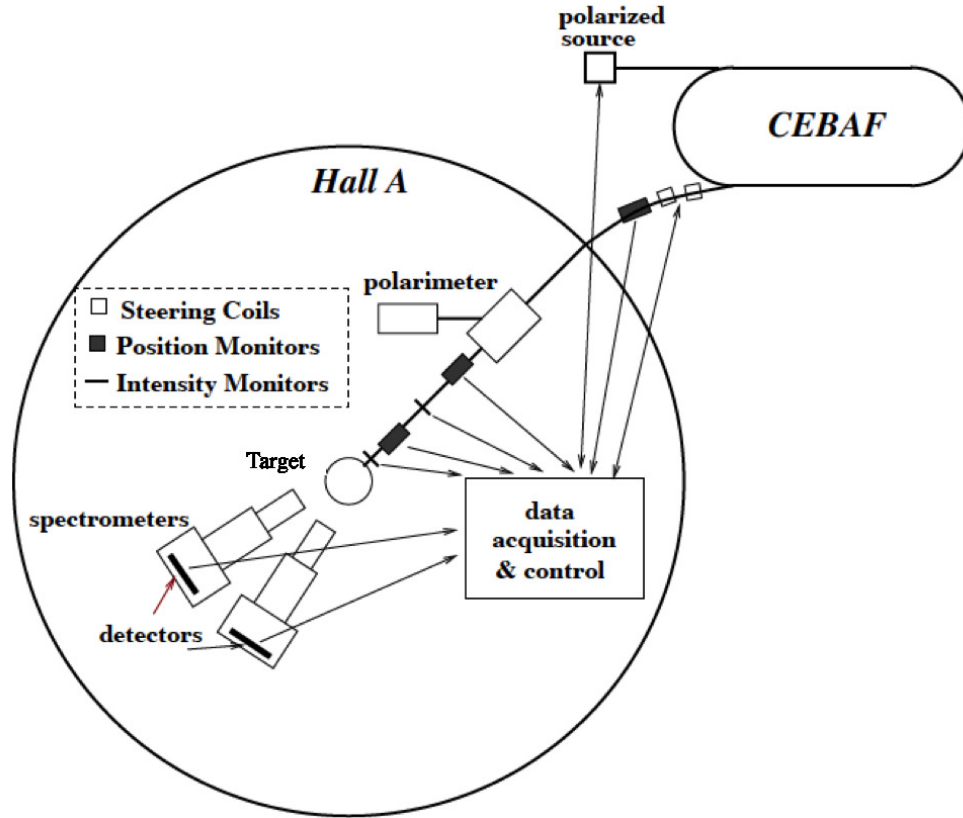 polarized
source
CEBAF
Hall A
polarimeter
Steering Coils
Position Monitors
Intensity Monitors
Target
spectrometers
data
acquisition
& control
detectors